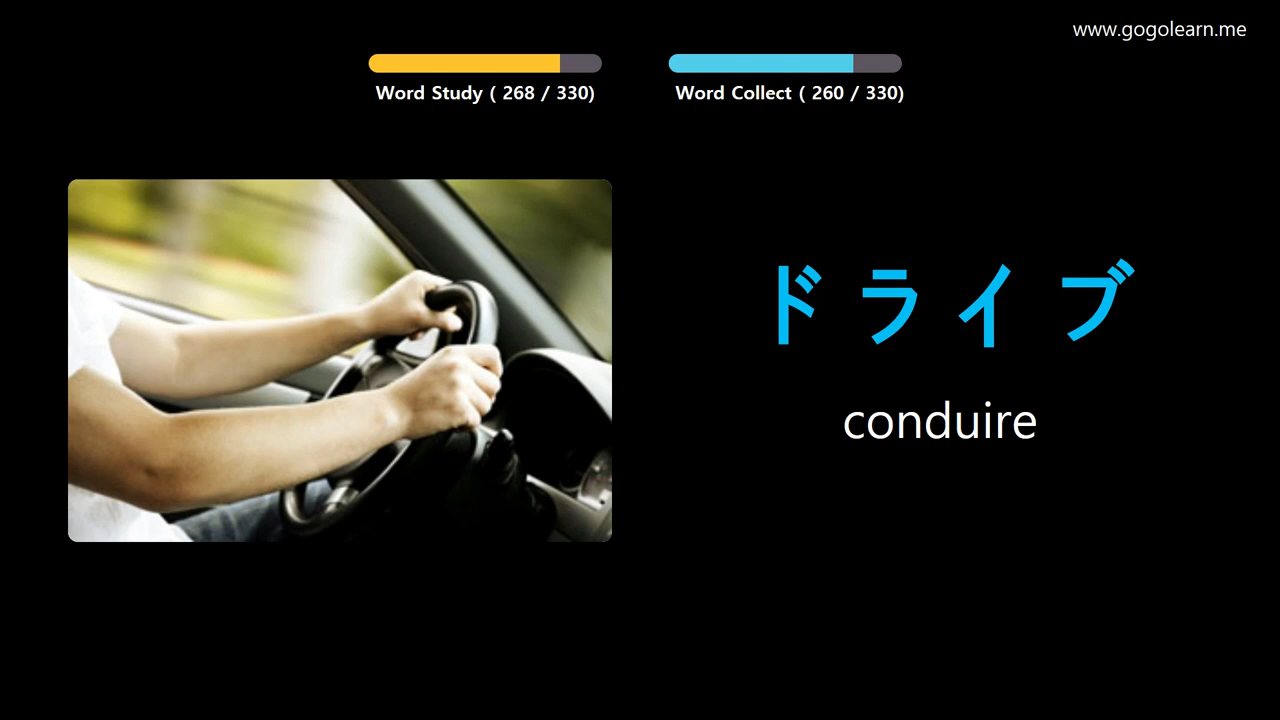 www.gogolearn.me
Word Study ( 268 / 330)
Word Collect ( 260 / 330)
ドライブ
conduire